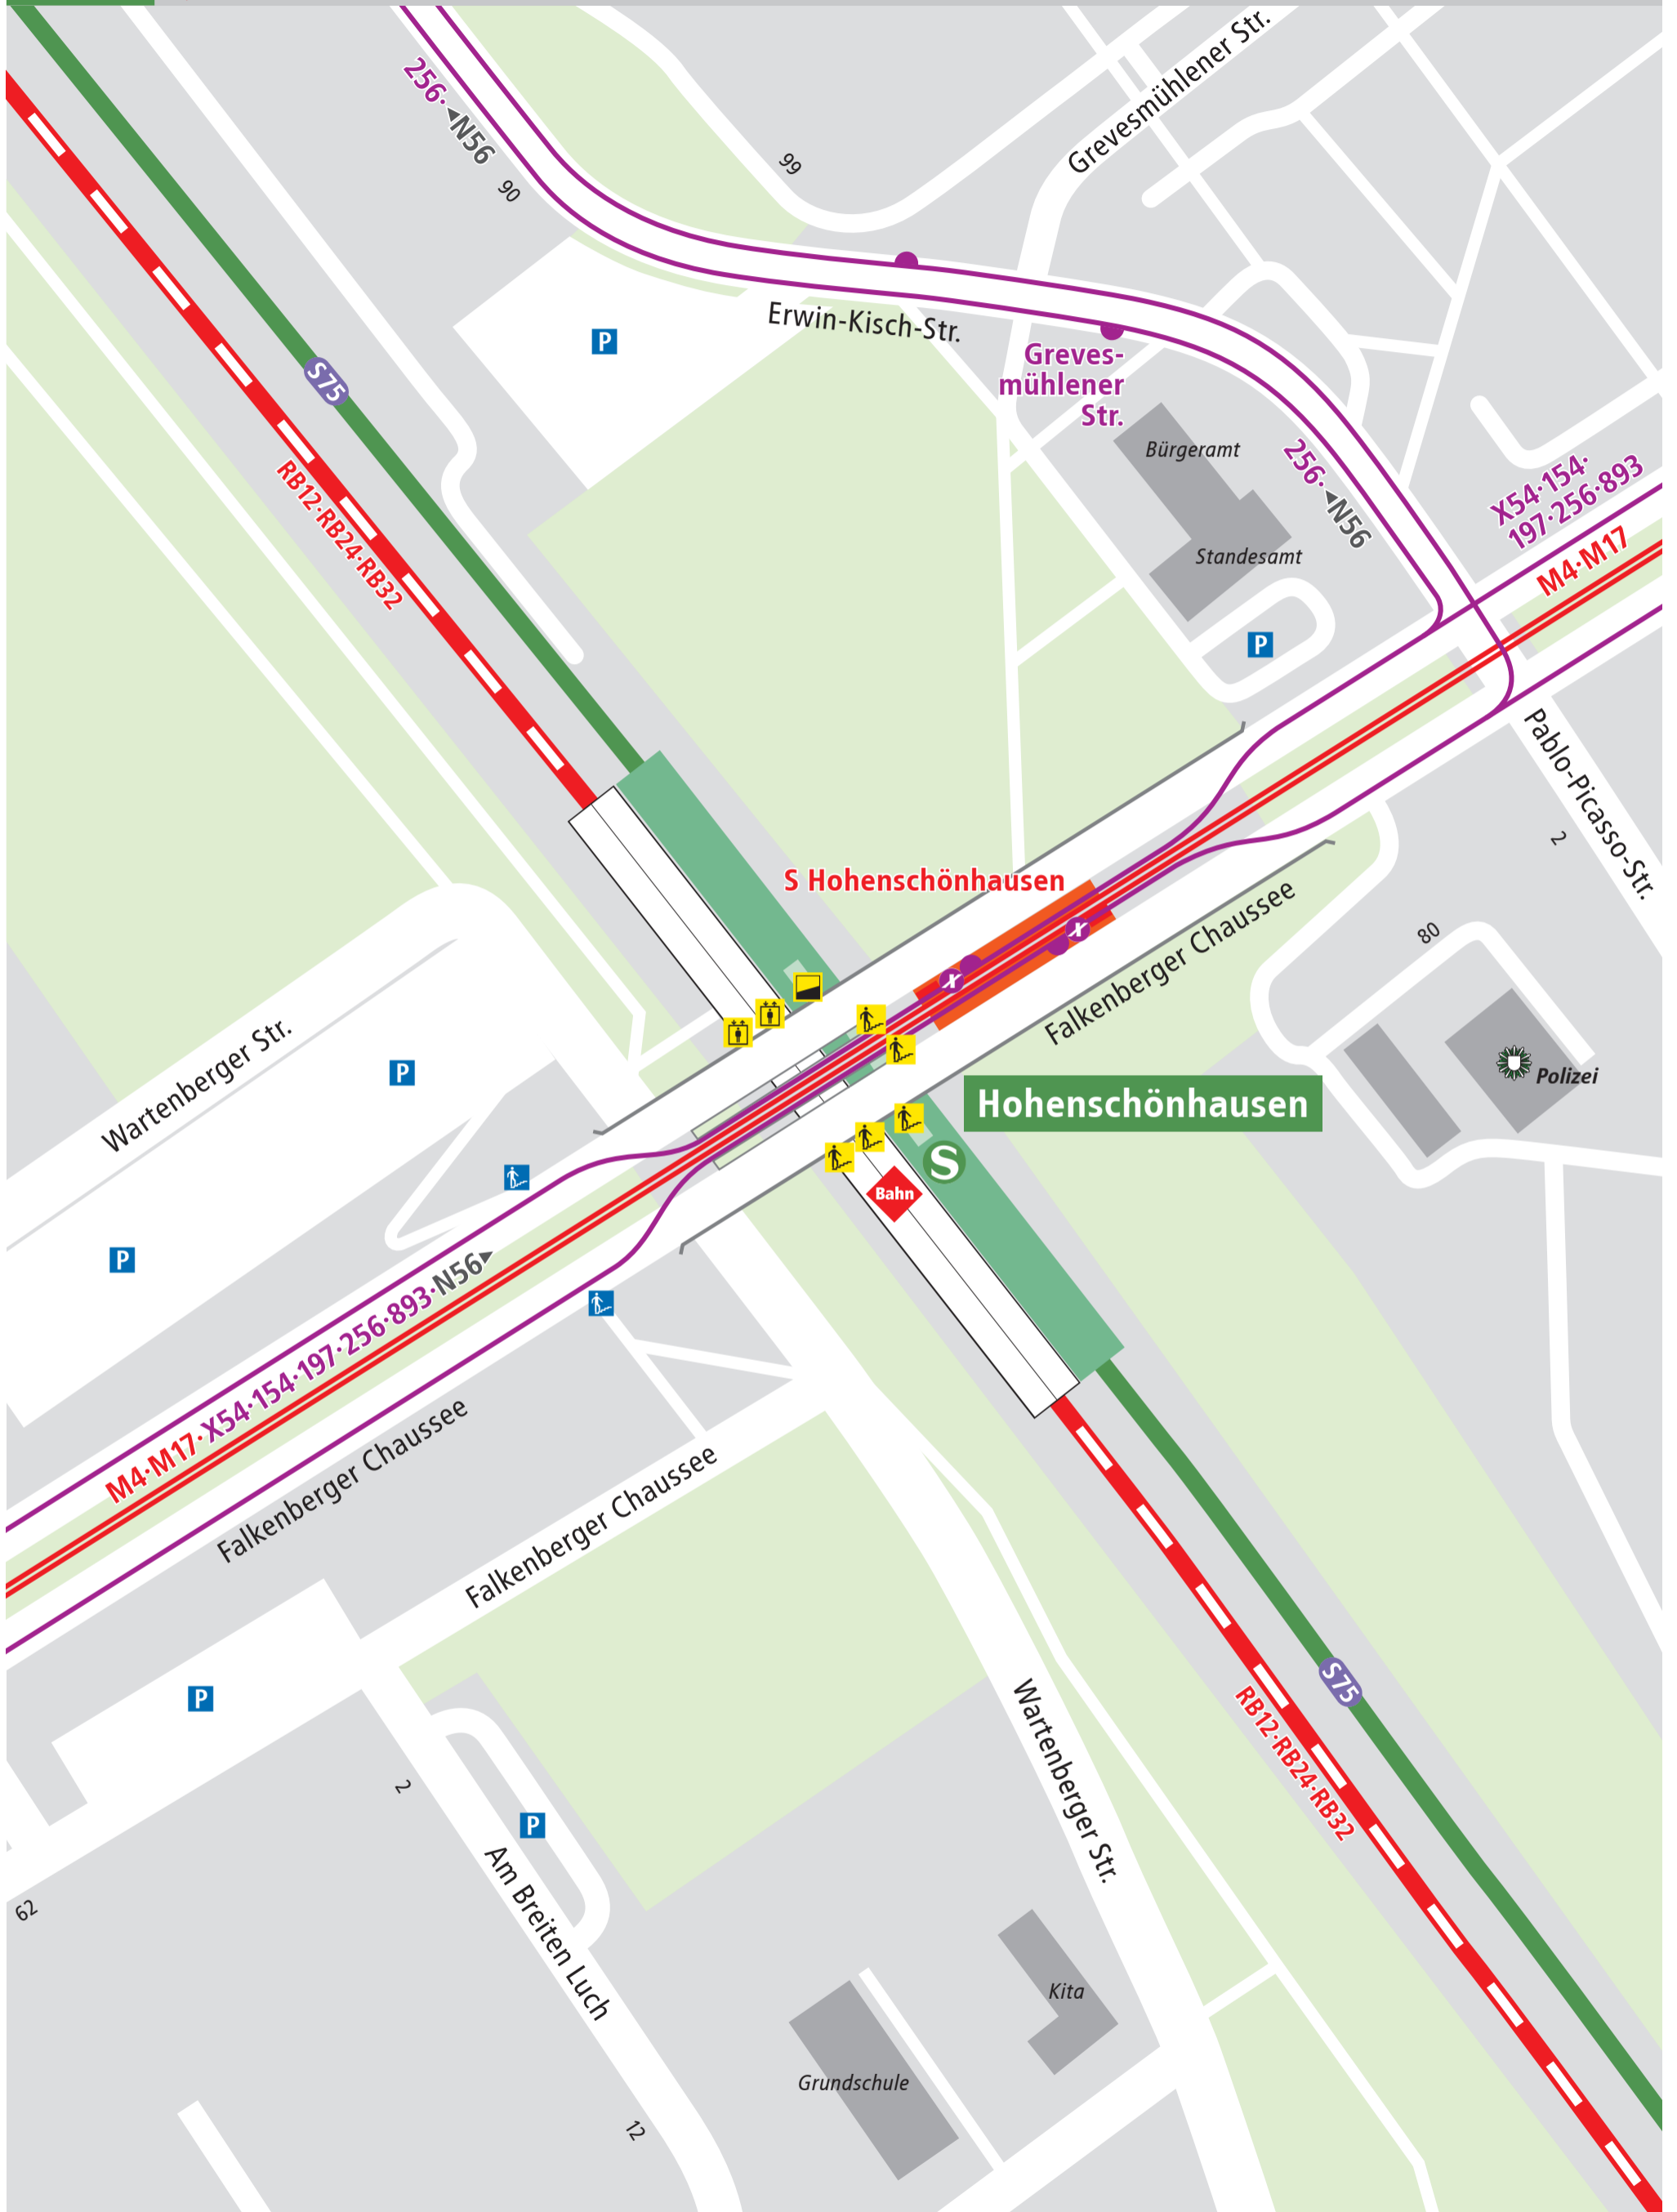 Grevesmühlener Str.
256·◄N56
99
90
Erwin-Kisch-Str.
P
Greves-
mühlener
Str.
S75
Bürgeramt
256·◄N56
X54·154·
197·256·893
M4·M17
RB12·RB24·RB32
Standesamt
P
Pablo-Picasso-Str.
2
S Hohenschönhausen
80
X
X
Falkenberger Chaussee
Wartenberger Str.
P
Polizei
Hohenschönhausen
S
Bahn
P
M4·M17·X54·154·197·256·893·N56►
Falkenberger Chaussee
Falkenberger Chaussee
P
S75
RB12·RB24·RB32
Wartenberger Str.
2
P
Am Breiten Luch
62
Kita
Grundschule
12